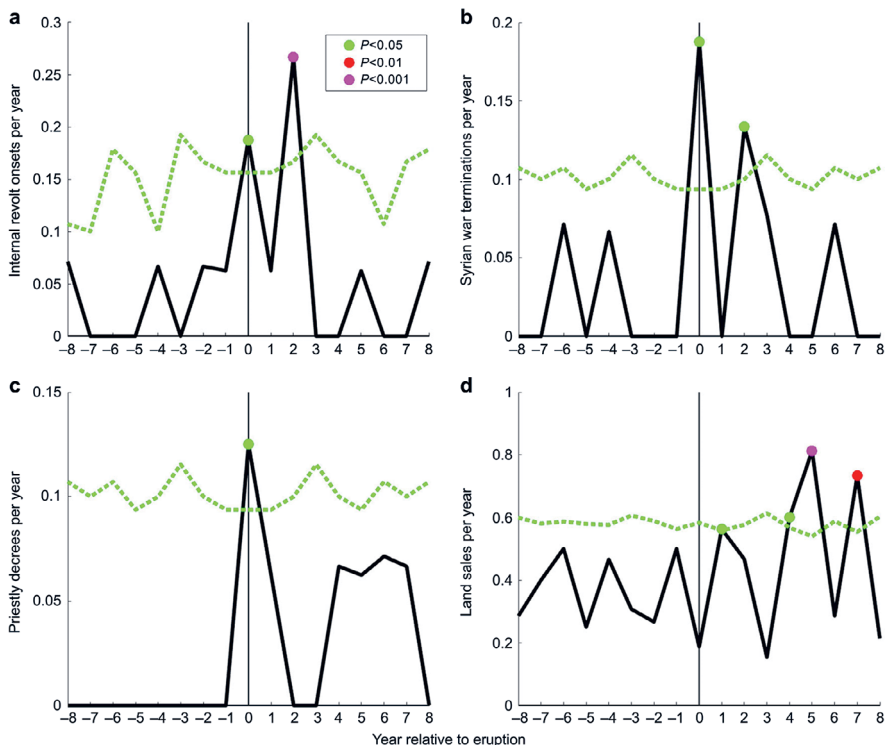 a
Internal revolt onsets per year
0.3
0.25
0.2
0.15
0.1
0.05
0
P<0.05
P<0.01
P<0.001
–8 –7 –6 –5 –4 –3 –2 –1 0 1 2 3 4 5 6 7 8
b
Syrian war terminations per year
0.2
0.15
0.1
0.05
0
–8 –7 –6 –5 –4 –3 –2 –1 0 1 2 3 4 5 6 7 8
c
Priestly decrees per year
0.15
0.1
0.05
0
–8 –7 –6 –5 –4 –3 –2 –1 0 1 2 3 4 5 6 7 8
d
Land sales per year
1
0.8
0.6
0.4
0.2
0
–8 –7 –6 –5 –4 –3 –2 –1 0 1 2 3 4 5 6 7 8
Year relative to eruption